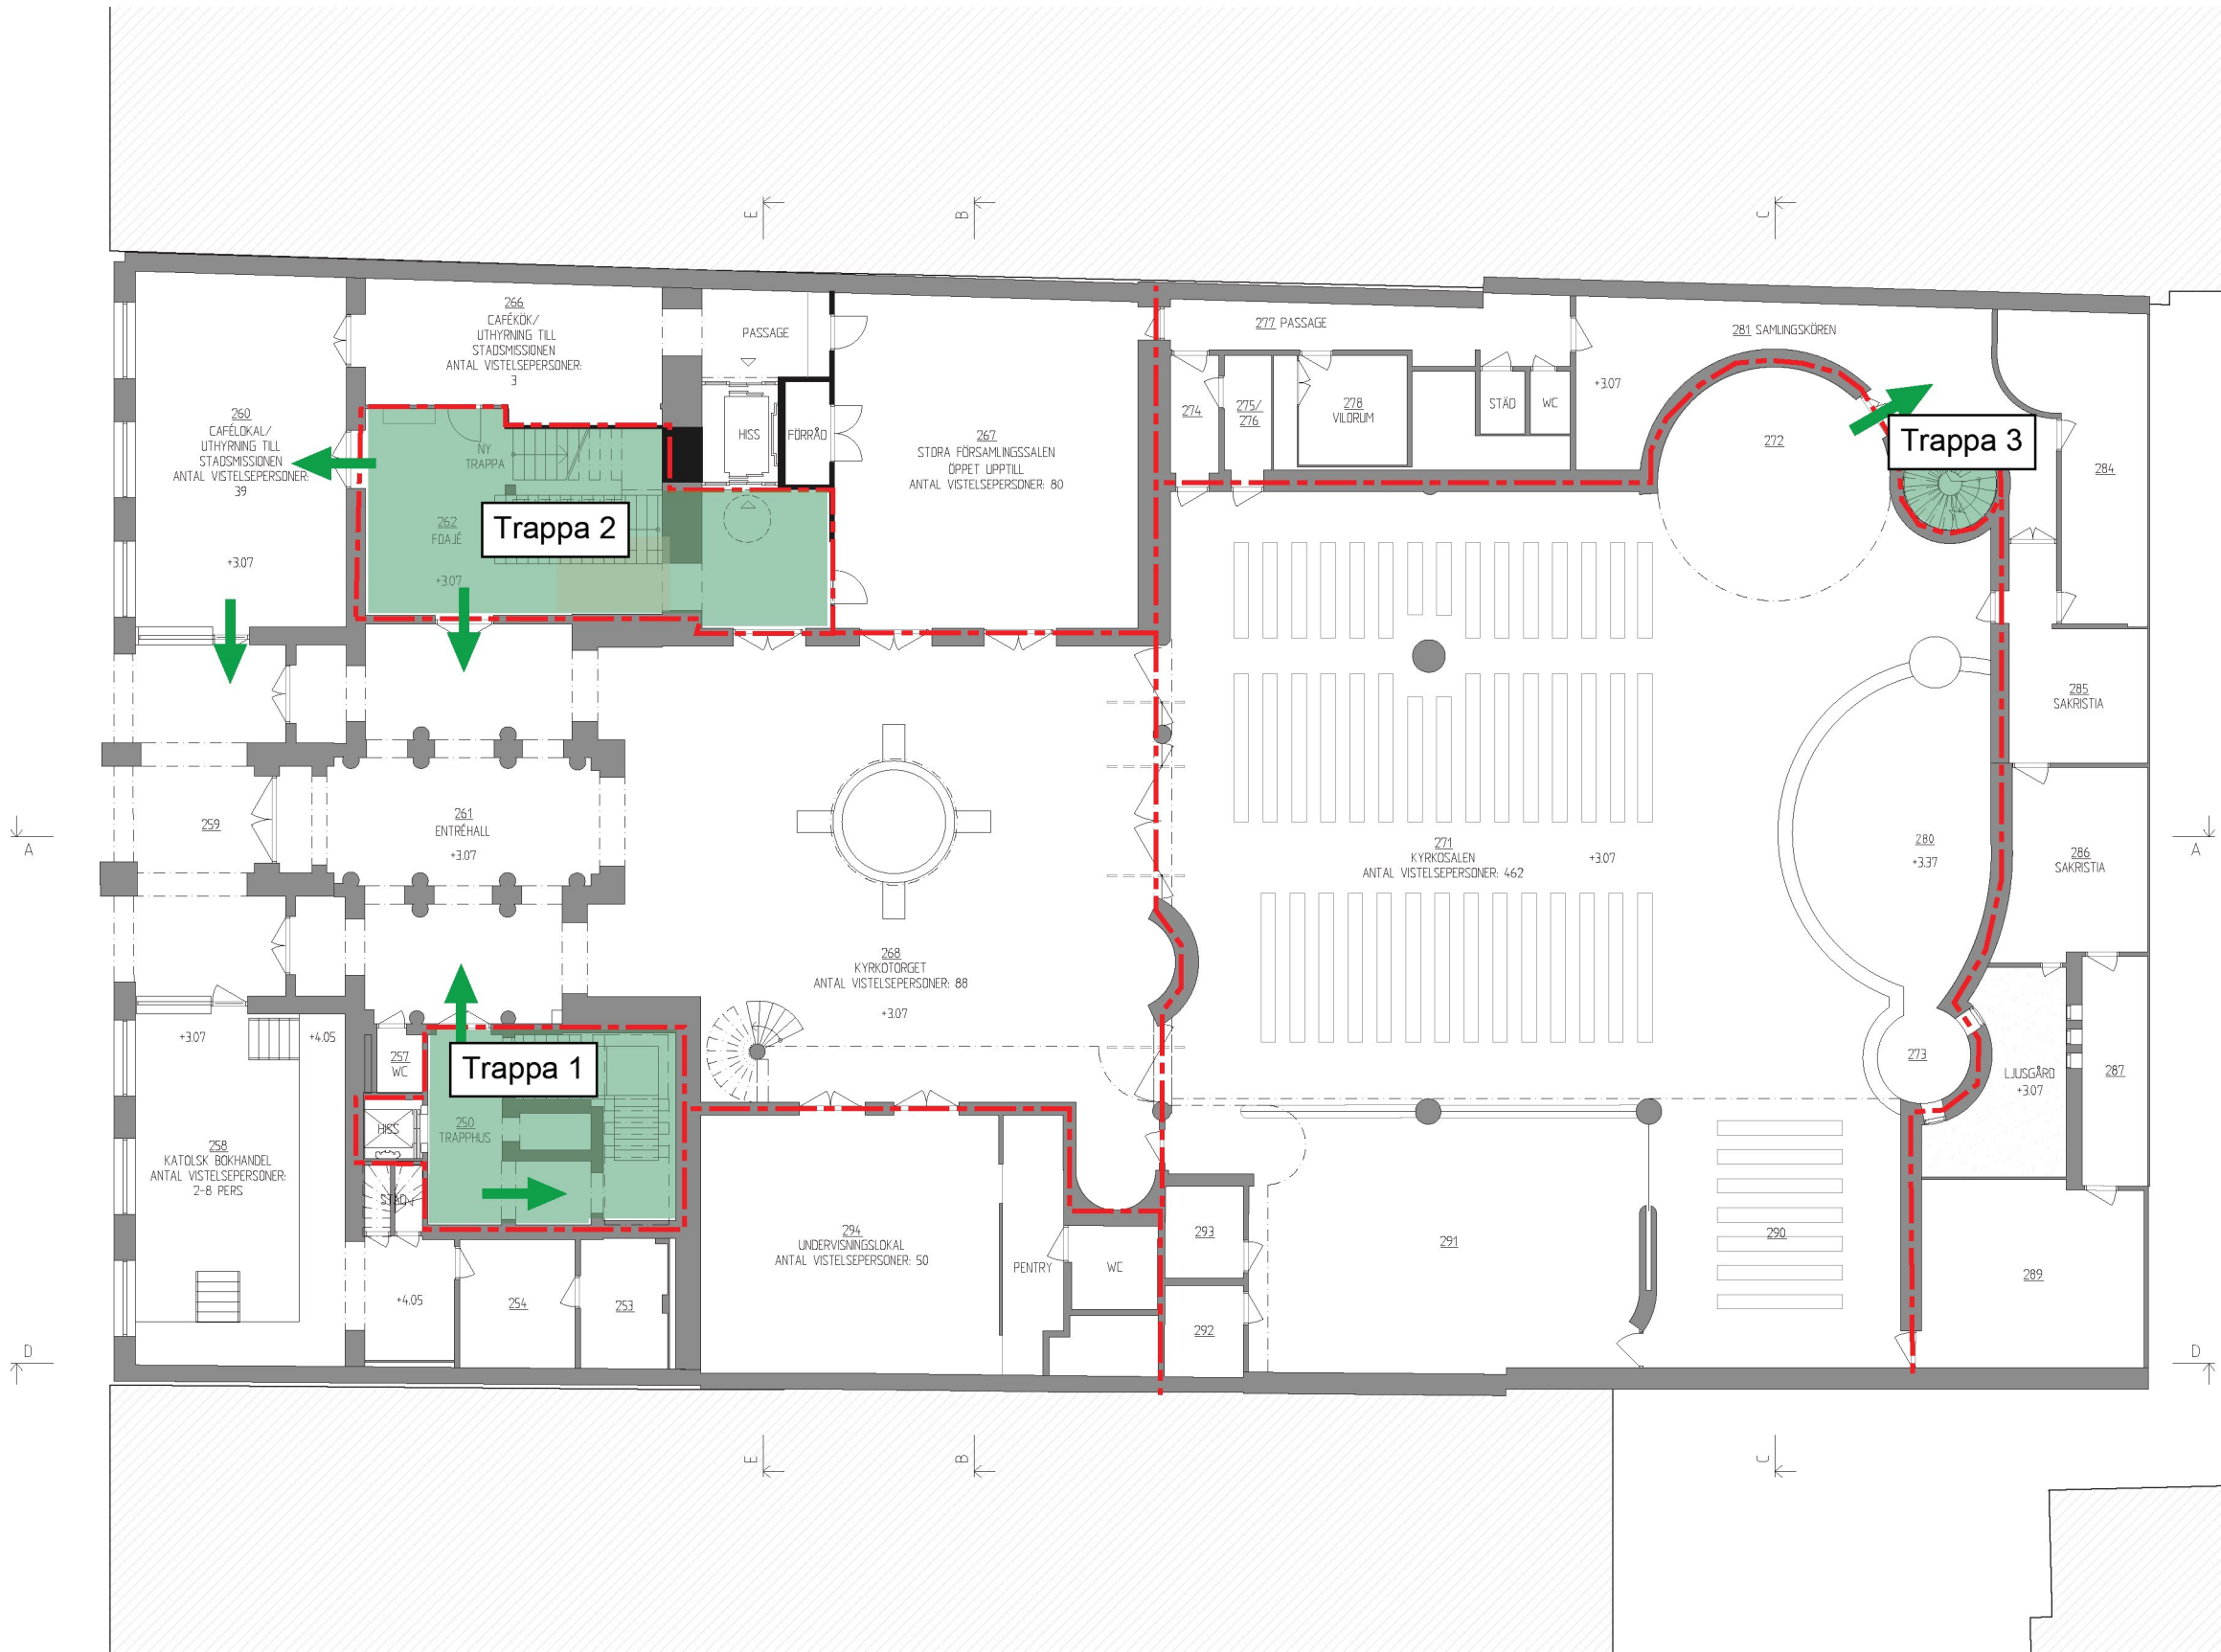 E
B
C
266
CAFÉKÖK/
UTHYRNING TILL
STADSMISSIONEN
ANTAL VISTELSEPERSONER:
3
PASSAGE
277 PASSAGE
281 SAMLINGSKÖREN
+3.07
260
CAFÉLOKAL/
UTHYRNING TILL
STADSMISSIONEN
ANTAL VISTELSEPERSONER:
39
+3.07
NY
TRAPPA
HISS
FÖRRÅD
267
STORA FÖRSAMLINGSSALEN
ÖPPET UPPTILL
ANTAL VISTELSEPERSONER: 80
274
275/
276
278
VILORUM
STÄD
WC
272
Trappa 3
284
262
FOAJÉ
Trappa 2
+3.07
285
SAKRISTIA
259
261
ENTRÉHALL
+3.07
271
KYRKOSALEN
ANTAL VISTELSEPERSONER: 462
+3.07
280
+3.37
286
SAKRISTIA
A
A
268
KYRKOTORGET
ANTAL VISTELSEPERSONER: 88
+3.07
+3.07
+4.05
257
WC
Trappa 1
273
LJUSGÅRD
+3.07
287
HISS
250
TRAPPHUS
258
KATOLSK BOKHANDEL
ANTAL VISTELSEPERSONER:
2-8 PERS
STÄD
294
UNDERVISNINGSLOKAL
ANTAL VISTELSEPERSONER: 50
PENTRY
WC
293
291
290
289
+4.05
254
253
292
D
D
E
B
C